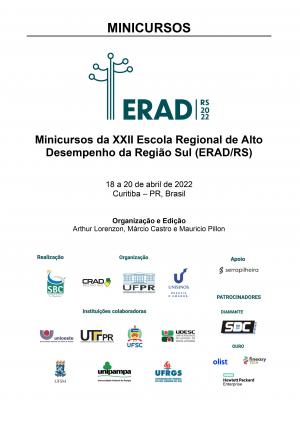 MINICURSOS
ERAD RS 2022
Minicursos da XXII Escola Regional de Alto
Desempenho da Região Sul (ERAD/RS)
18 a 20 de abril de 2022
Curitiba – PR, Brasil
Organização e Edição
Arthur Lorenzon, Márcio Castro e Mauricio Pillon
Realização
Organização
Apoio
SBC
CRAD
UFPR
UNISINOS
serrapilheira
PATROCINADORES
Instituições colaboradoras
DIAMANTE
unioeste
UTFPR
UFSC
UDESC
SDC
OURO
UFSM
unipampa
UFRGS
olist
Hewlett Packard
Enterprise